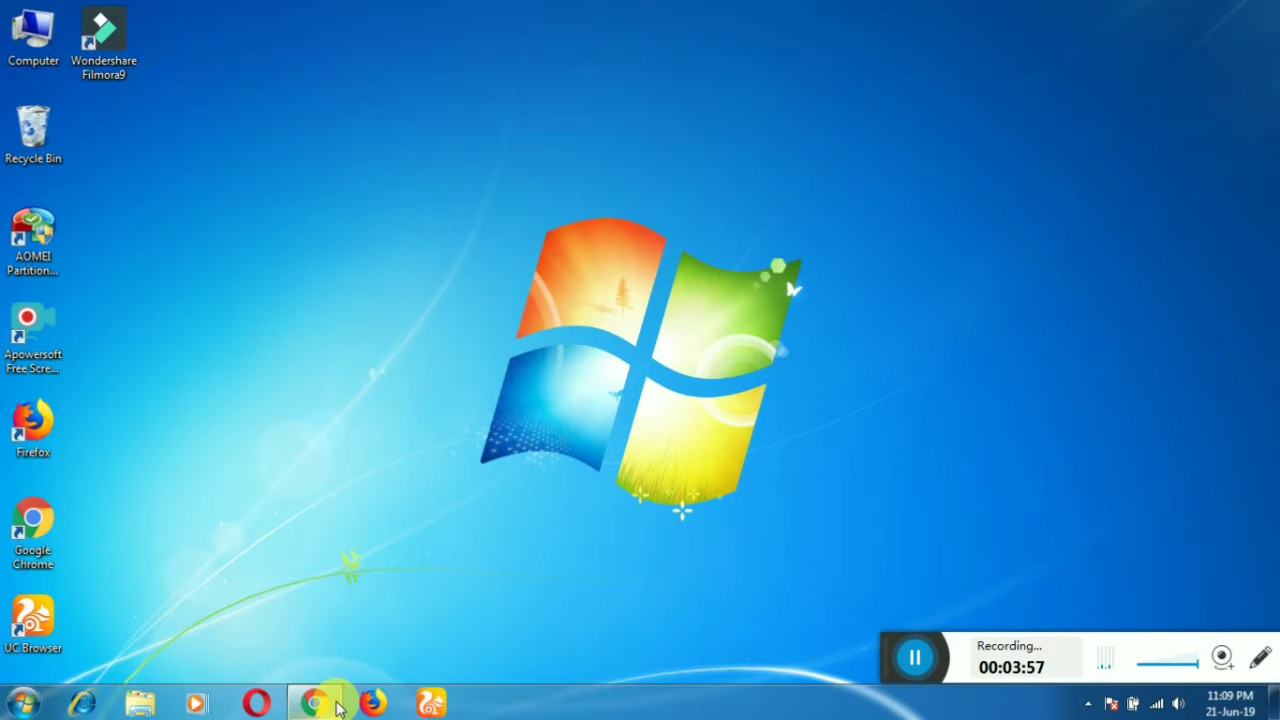 Computer
Wondershare
Filmora9
Recycle Bin
AOMEI
Partition...
Apowersoft
Free Scre...
Firefox
Google
Chrome
UC Browser
Recording...
00:03:57
11:09 PM
21-Jun-19